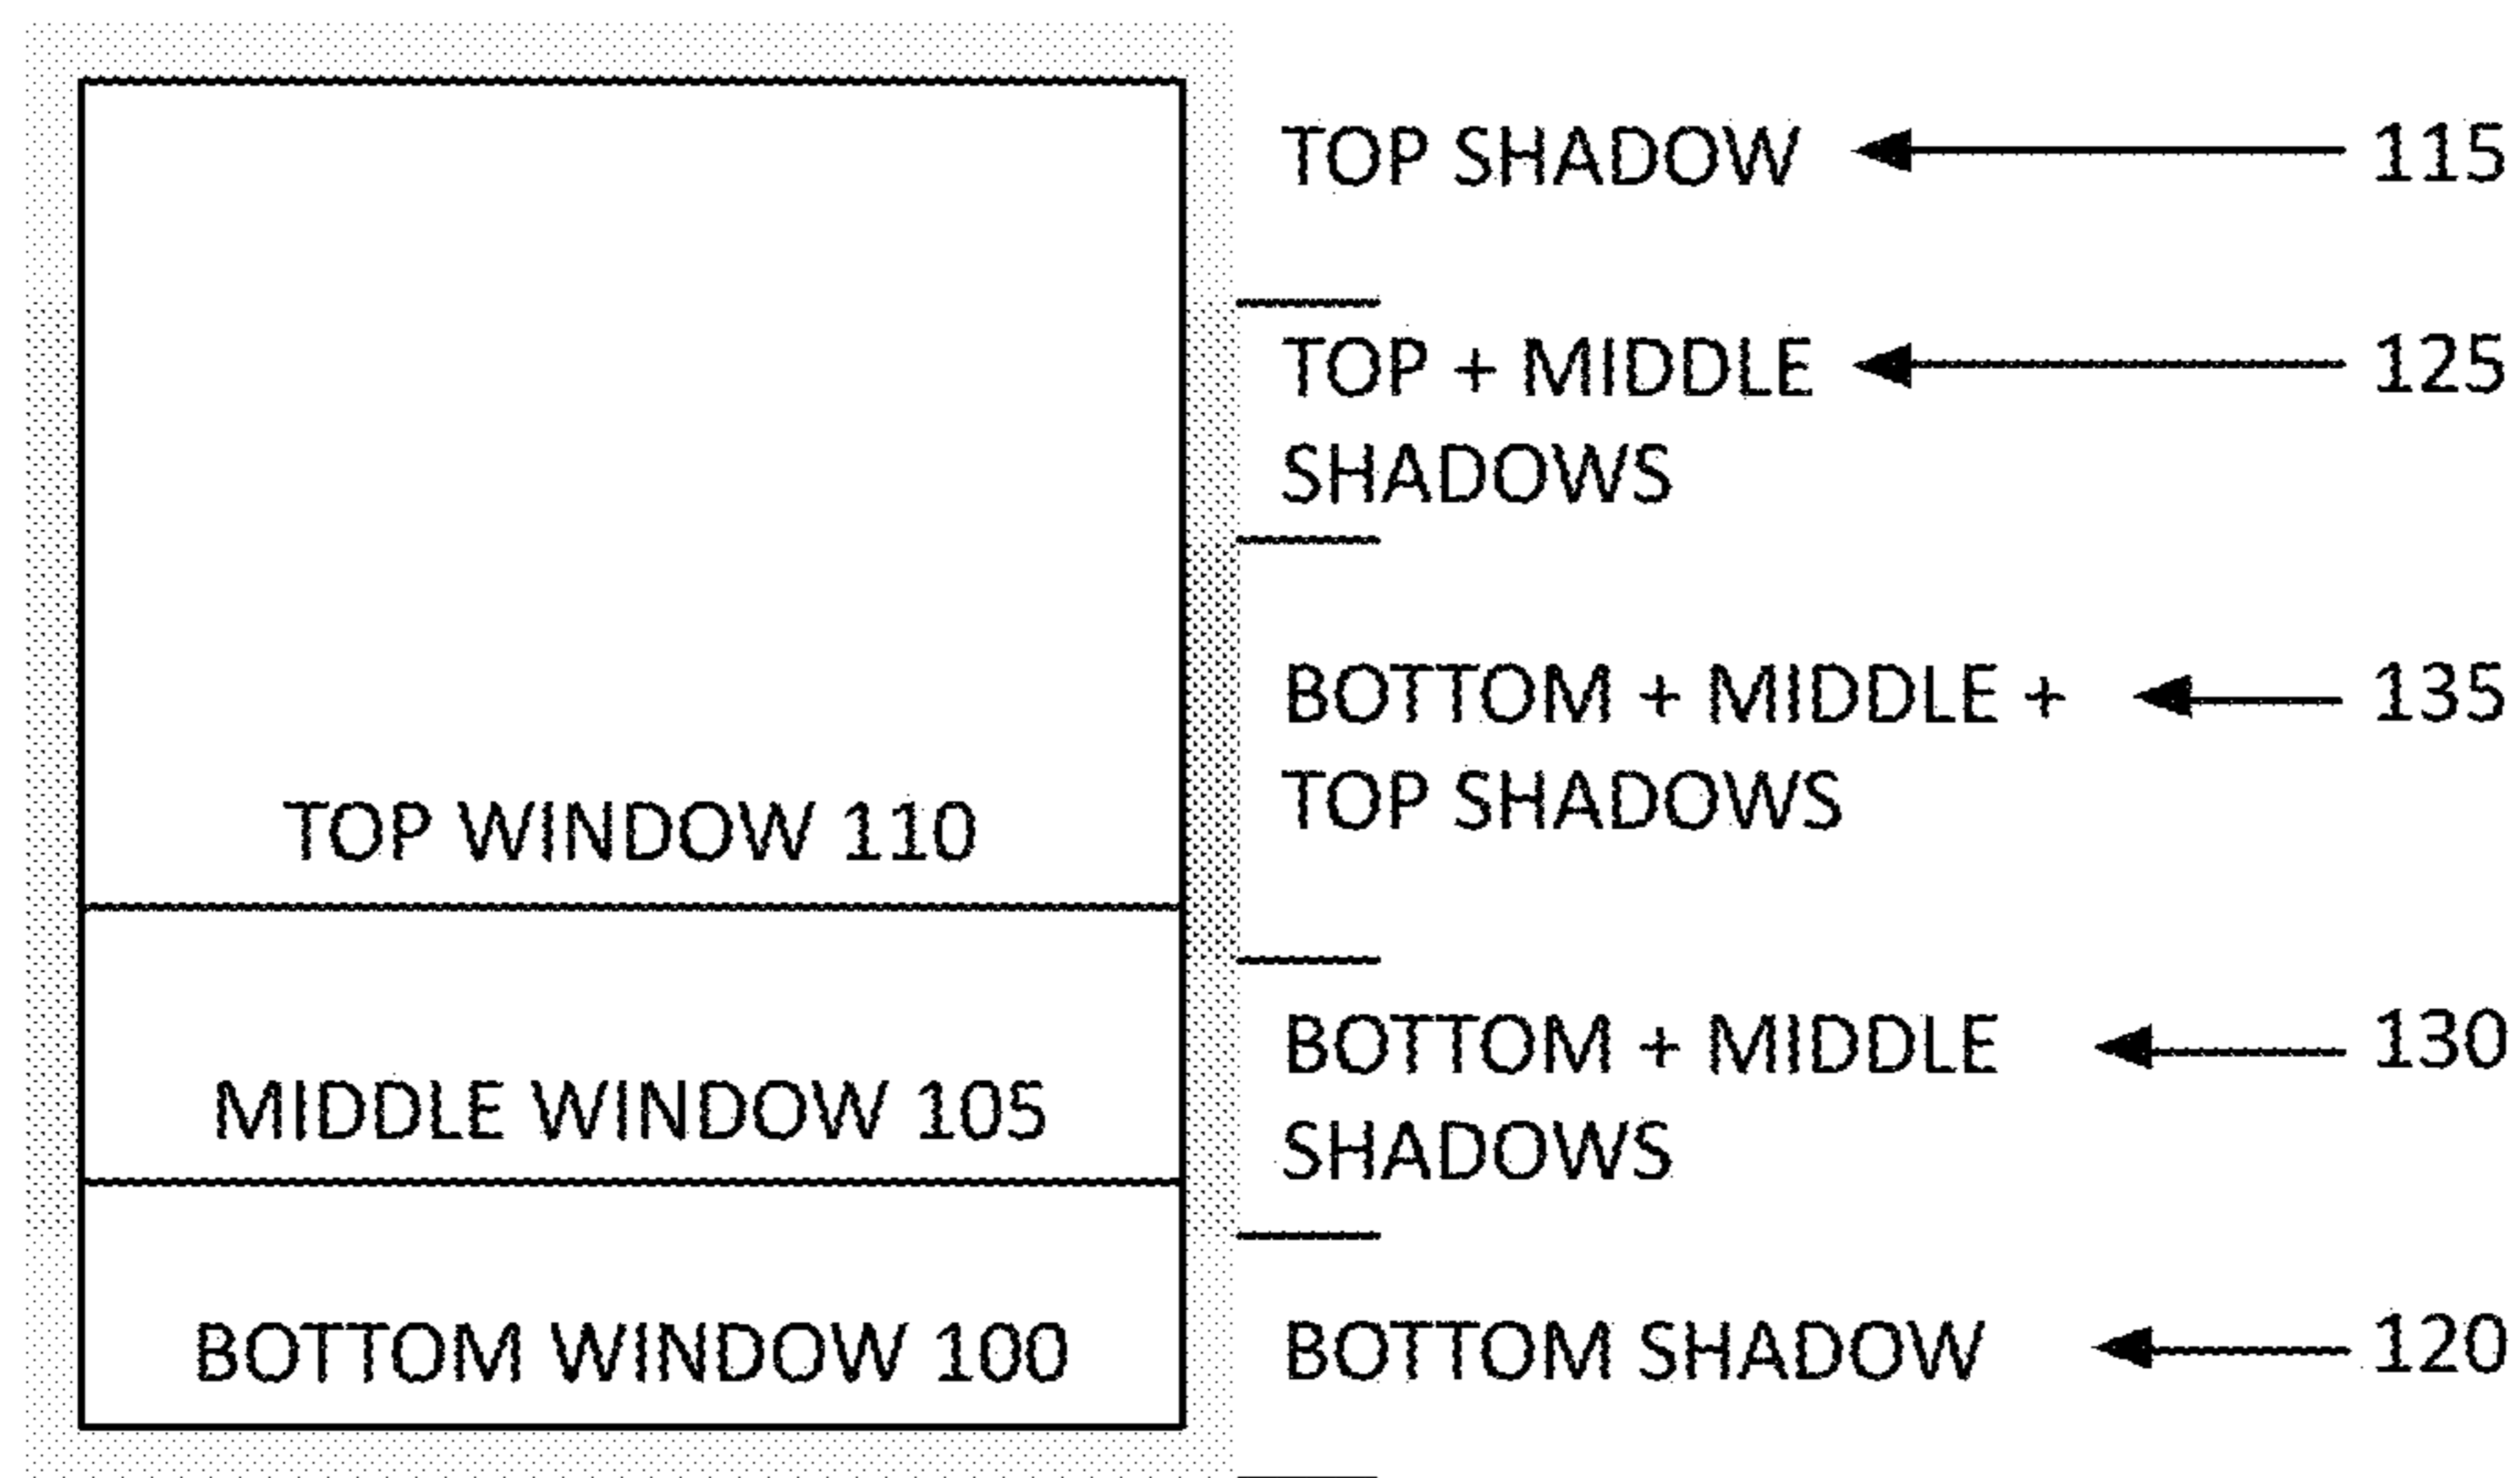 TOP SHADOW 115
TOP + MIDDLE 125
SHADOWS
BOTTOM + MIDDLE + 135
TOP SHADOWS
TOP WINDOW 110
BOTTOM + MIDDLE 130
SHADOWS
MIDDLE WINDOW 105
BOTTOM SHADOW 120
BOTTOM WINDOW 100